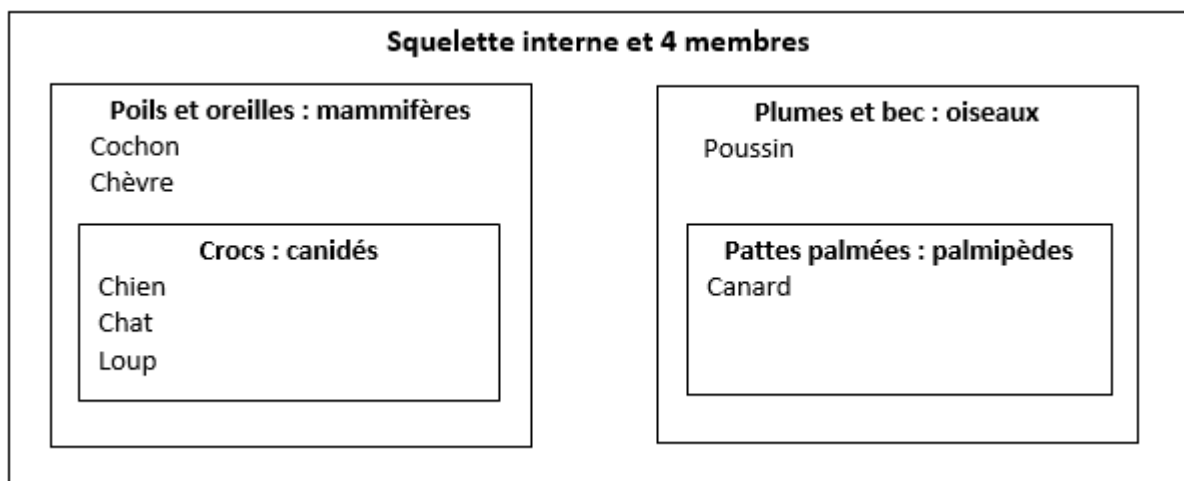 Squelette interne et 4 membres
Poils et oreilles : mammifères
Cochon
Chèvre
Crocs : canidés
Chien
Chat
Loup
Plumes et bec : oiseaux
Poussin
Pattes palmées : palmipèdes
Canard